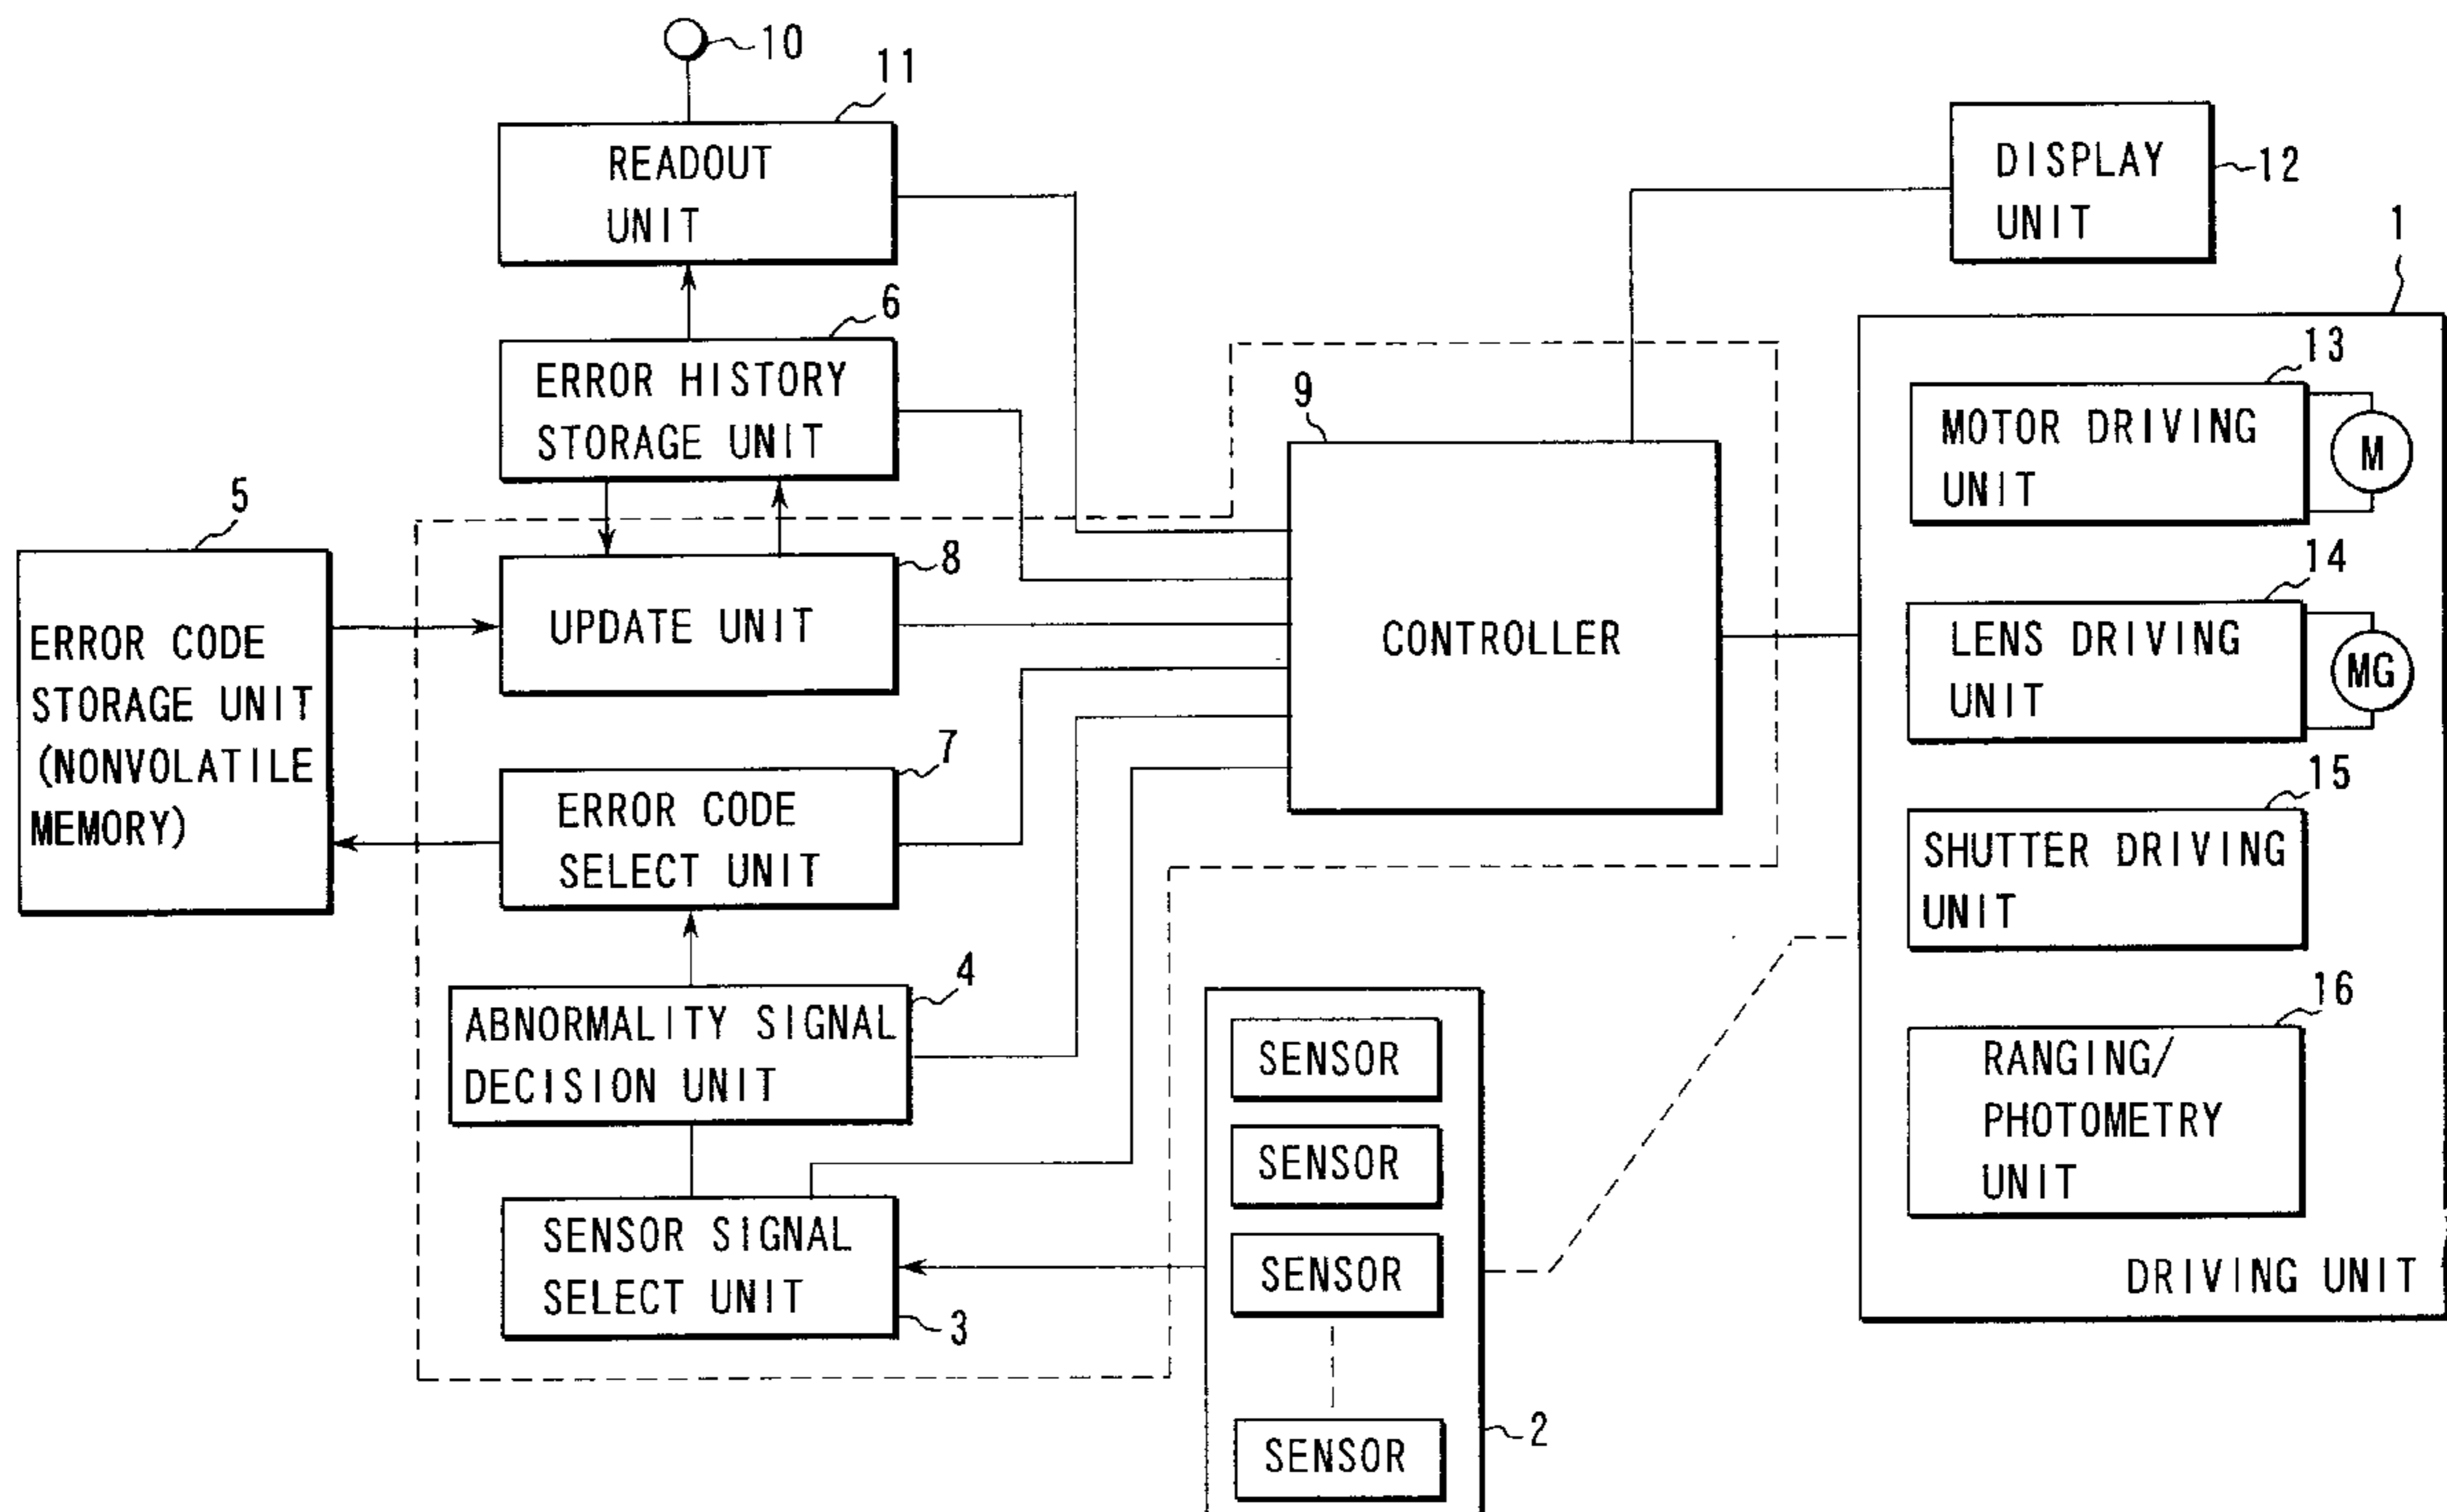 10
11
READOUT
UNIT
DISPLAY
UNIT
12
1
6
ERROR HISTORY
STORAGE UNIT
13
MOTOR DRIVING
UNIT
M
9
CONTROLLER
5
ERROR CODE
STORAGE UNIT
(NONVOLATILE
MEMORY)
8
UPDATE UNIT
14
LENS DRIVING
UNIT
MG
7
ERROR CODE
SELECT UNIT
15
SHUTTER DRIVING
UNIT
4
ABNORMALITY SIGNAL
DECISION UNIT
16
RANGING/
PHOTOMETRY
UNIT
SENSOR
SENSOR
SENSOR
SENSOR
2
SENSOR SIGNAL
SELECT UNIT
3
DRIVING UNIT